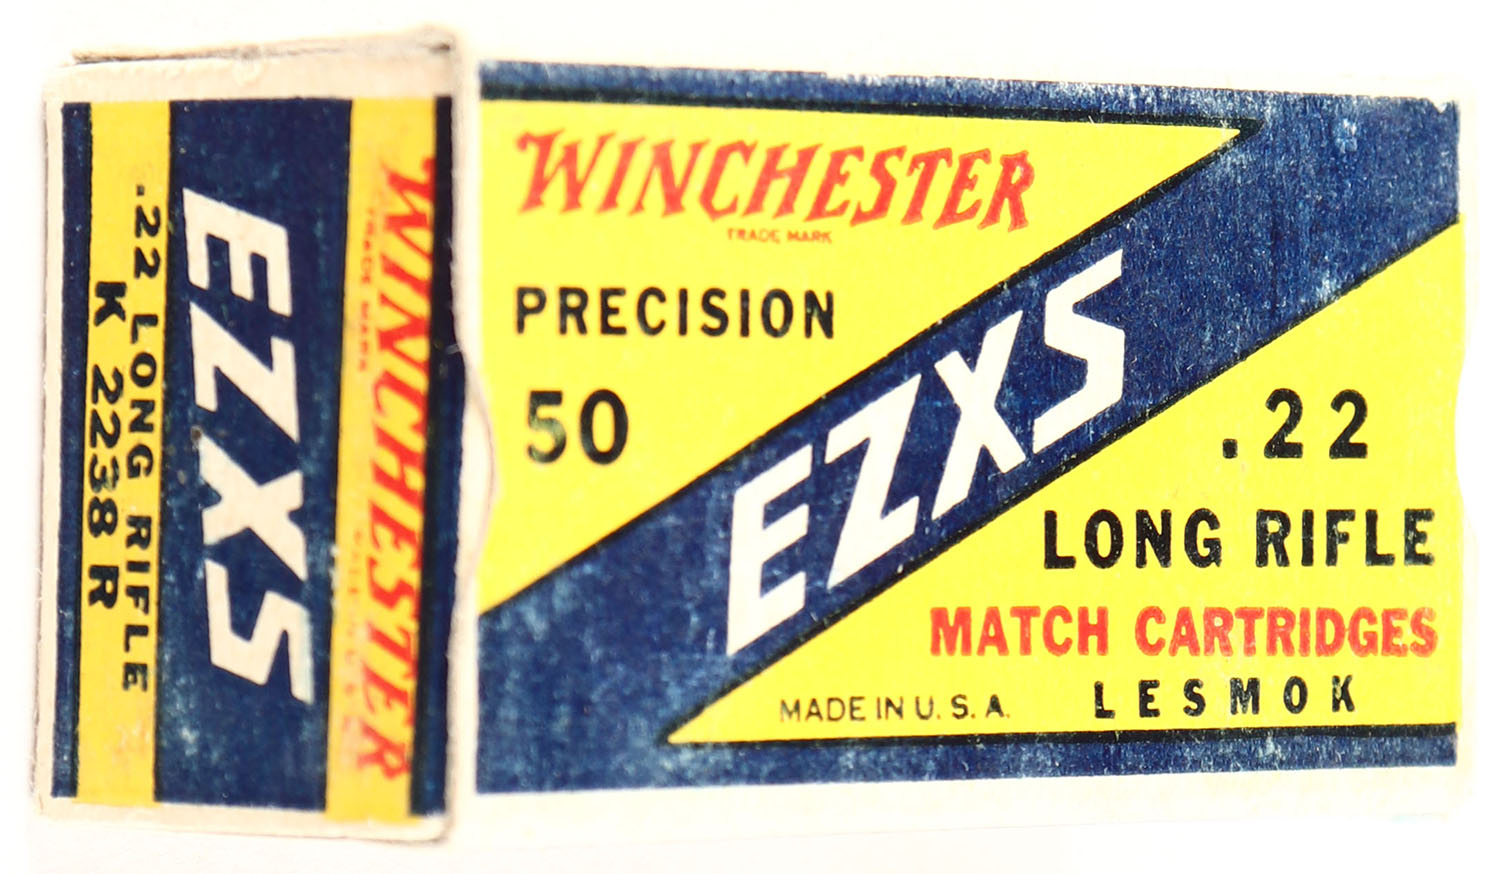 WINCHESTER
TRADE MARK
EZXS
.22 LONG RIFLE
K 2238 R
WINCHESTER
TRADE MARK
PRECISION
50
EZXS
.22
LONG RIFLE
MATCH CARTRIDGES
LESMOK
MADE IN U. S. A.